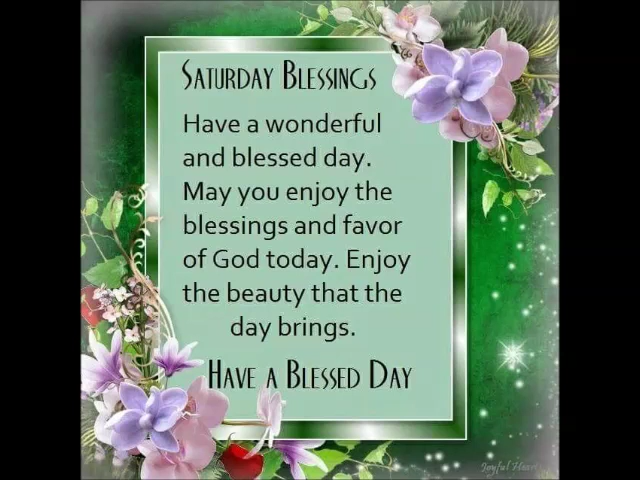 Saturday Blessings
Have a wonderful
and blessed day.
May you enjoy the
blessings and favor
of God today. Enjoy
the beauty that the
day brings.
Have a Blessed Day
Joyful Heart